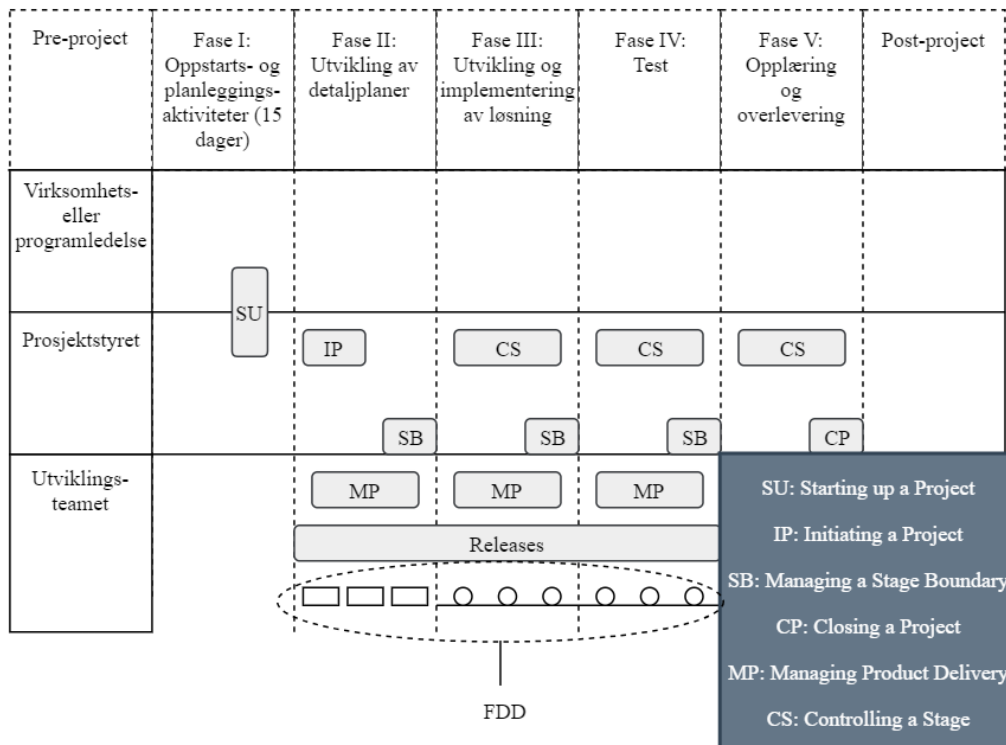 Pre-project
Fase I:
Oppstarts- og
planleggings-
aktiviteter (15
dager)
Fase II:
Utvikling av
detaljplaner
Fase III:
Utvikling og
implementering
av løsning
Fase IV:
Test
Fase V:
Opplæring
og
overlevering
Post-project
Virksomhets-
eller
programledelse
SU
Prosjektstyret
IP
CS
CS
CS
SB
SB
SB
CP
Utviklings-
teamet
MP
MP
MP
Releases
FDD
SU: Starting up a Project
IP: Initiating a Project
SB: Managing a Stage Boundary
CP: Closing a Project
MP: Managing Product Delivery
CS: Controlling a Stage